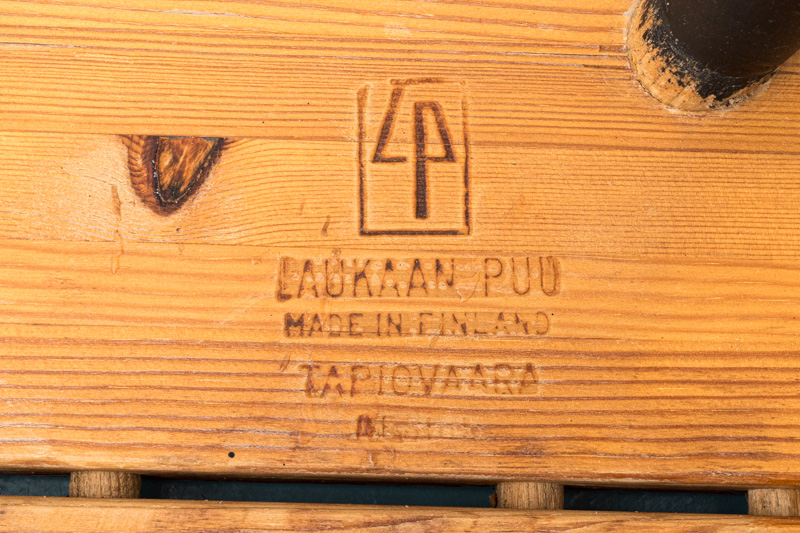 LP
LAUKAAN PUU
MADE IN FINLAND
TAPIOVAARA